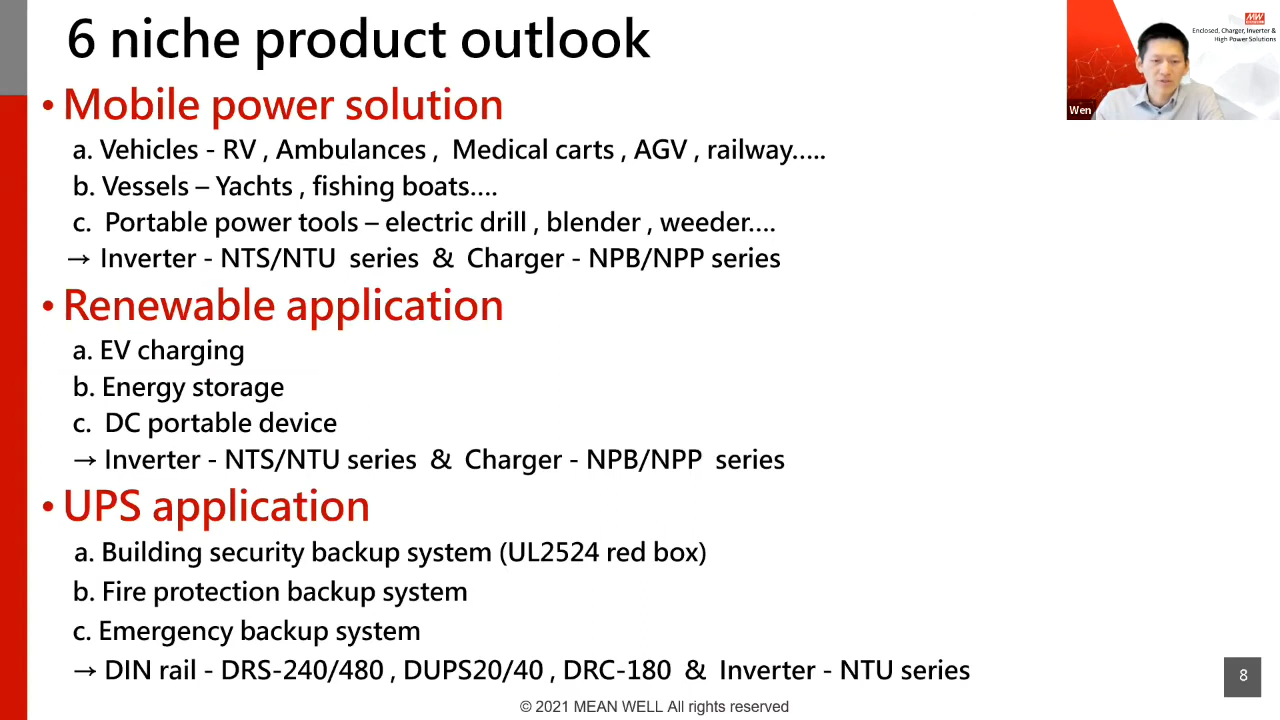 6 niche product outlook
MW
Enclosed, Charger, Inverter &
High Power Solutions
Wen
• Mobile power solution
a. Vehicles - RV , Ambulances , Medical carts , AGV , railway.....
b. Vessels – Yachts , fishing boats....
c. Portable power tools – electric drill , blender , weeder....
→ Inverter - NTS/NTU series & Charger - NPB/NPP series
• Renewable application
a. EV charging
b. Energy storage
c. DC portable device
→ Inverter - NTS/NTU series & Charger - NPB/NPP series
• UPS application
a. Building security backup system (UL2524 red box)
b. Fire protection backup system
c. Emergency backup system
→ DIN rail - DRS-240/480 , DUPS20/40 , DRC-180 & Inverter - NTU series
8
© 2021 MEAN WELL All rights reserved